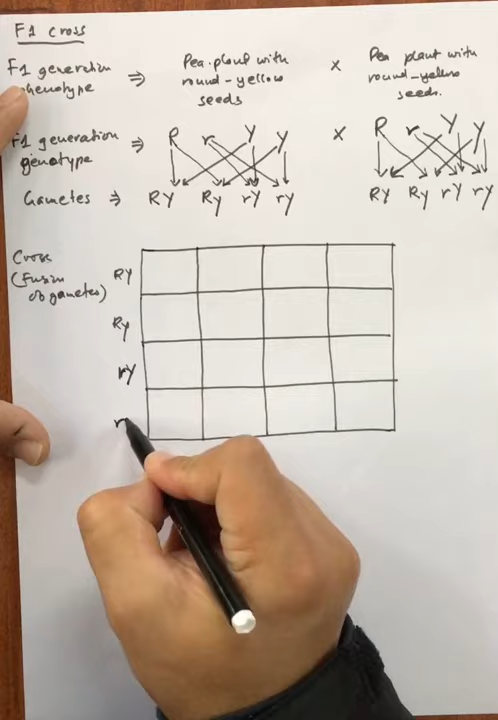 F1 cross
F1 generation phenotype ⇒ Pea plant with round-yellow seeds × Pea plant with round-yellow seeds.
F1 generation genotype ⇒ R r Y y × R r Y y
Gametes ⇒ RY Ry rY ry RY Ry rY ry
Cross
(Fusion
of gametes)
RY
Ry
rY
r